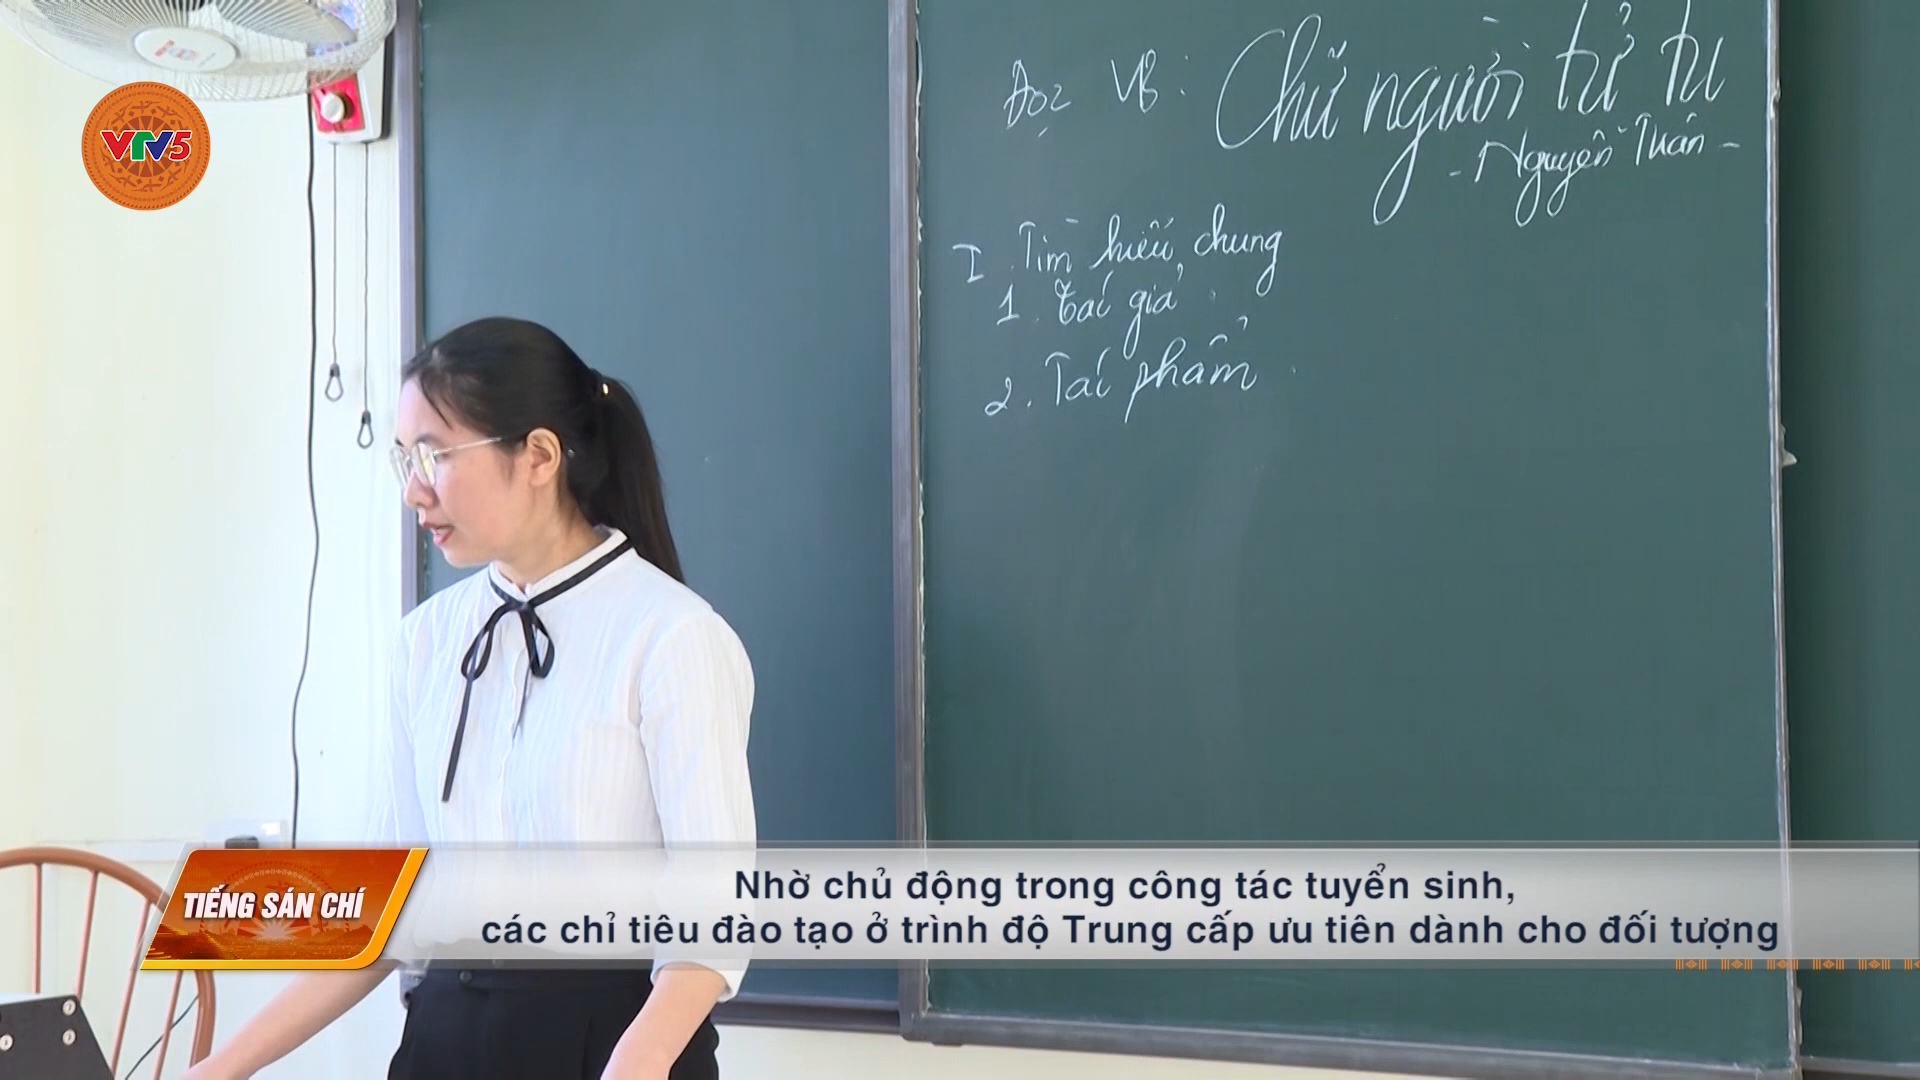 VTV5
Đọc VB: Chữ người tử tù
- Nguyễn Tuân -
I. Tìm hiểu chung
1. Tác giả.
2. Tác phẩm.
TIẾNG SÁN CHÍ
Nhờ chủ động trong công tác tuyển sinh,
các chỉ tiêu đào tạo ở trình độ Trung cấp ưu tiên dành cho đối tượng